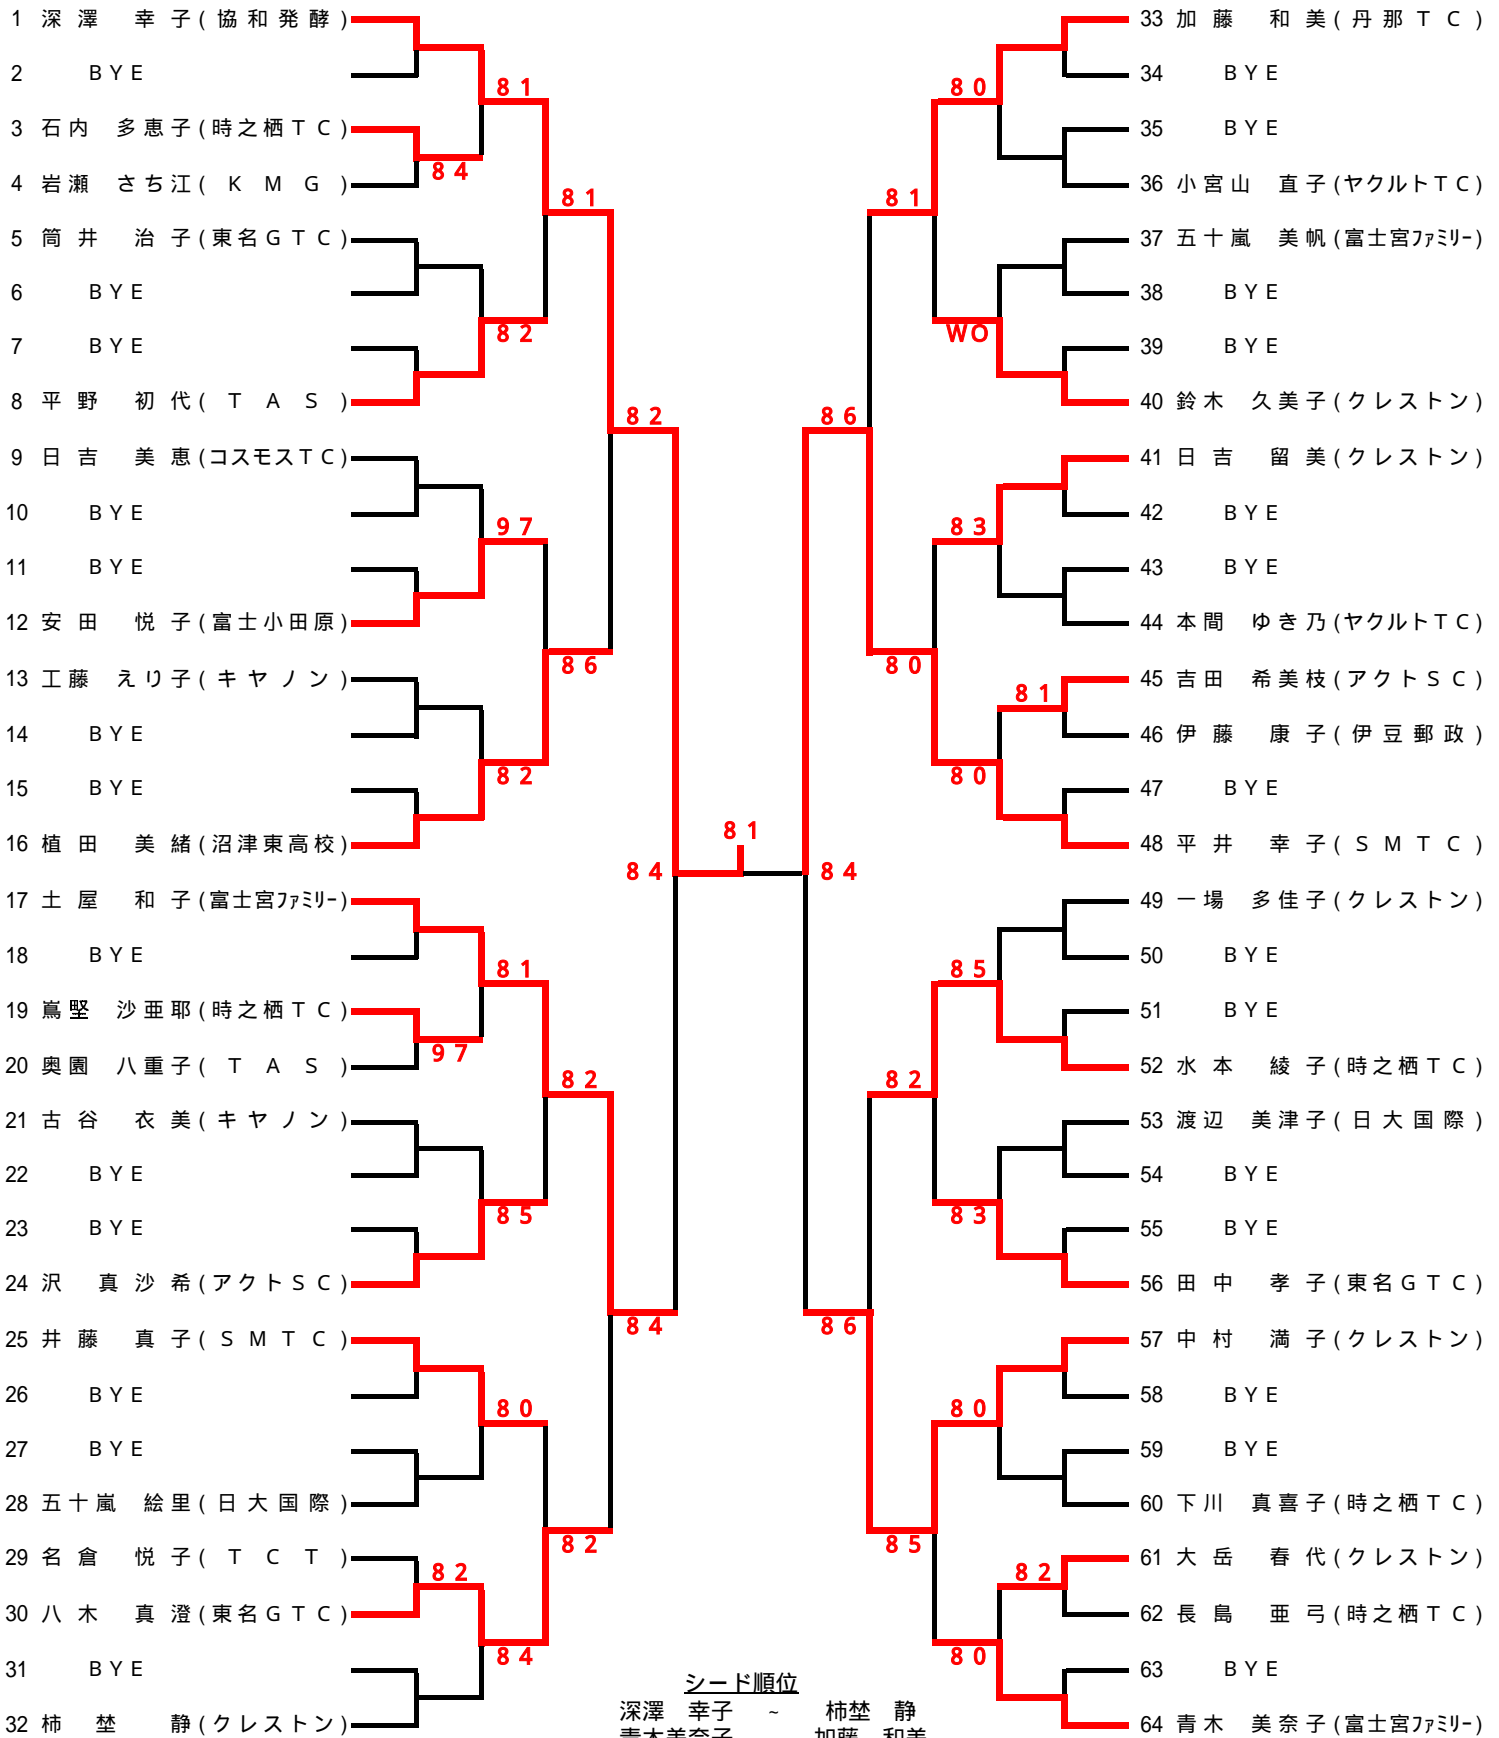 1 深澤 幸子(協和発酵)
2 BYE
3 石内 多恵子(時之栖TC)
4 岩瀬 さち江(KMG)
5 筒井 治子(東名GTC)
6 BYE
7 BYE
8 平野 初代(TAS)
9 日吉 美恵(コスモスTC)
10 BYE
11 BYE
12 安田 悦子(富士小田原)
13 工藤 えり子(キヤノン)
14 BYE
15 BYE
16 植田 美緒(沼津東高校)
17 土屋 和子(富士宮ファミリー)
18 BYE
19 嶌堅 沙亜耶(時之栖TC)
20 奥園 八重子(TAS)
21 古谷 衣美(キヤノン)
22 BYE
23 BYE
24 沢 真沙希(アクトSC)
25 井藤 真子(SMTC)
26 BYE
27 BYE
28 五十嵐 絵里(日大国際)
29 名倉 悦子(TCT)
30 八木 真澄(東名GTC)
31 BYE
32 柿埜 静(クレストン)
84
81
82
97
82
81
97
85
80
82
84
81
86
82
82
82
84
84
81
84
86
86
81
80
82
85
80
WO
83
81
80
85
83
80
82
80
33 加藤 和美(丹那TC)
34 BYE
35 BYE
36 小宮山 直子(ヤクルトTC)
37 五十嵐 美帆(富士宮ファミリー)
38 BYE
39 BYE
40 鈴木 久美子(クレストン)
41 日吉 留美(クレストン)
42 BYE
43 BYE
44 本間 ゆき乃(ヤクルトTC)
45 吉田 希美枝(アクトSC)
46 伊藤 康子(伊豆郵政)
47 BYE
48 平井 幸子(SMTC)
49 一場 多佳子(クレストン)
50 BYE
51 BYE
52 水本 綾子(時之栖TC)
53 渡辺 美津子(日大国際)
54 BYE
55 BYE
56 田中 孝子(東名GTC)
57 中村 満子(クレストン)
58 BYE
59 BYE
60 下川 真喜子(時之栖TC)
61 大岳 春代(クレストン)
62 長島 亜弓(時之栖TC)
63 BYE
64 青木 美奈子(富士宮ファミリー)
シード順位
深澤 幸子 ~ 柿埜 静
青木美奈子 加藤 和美